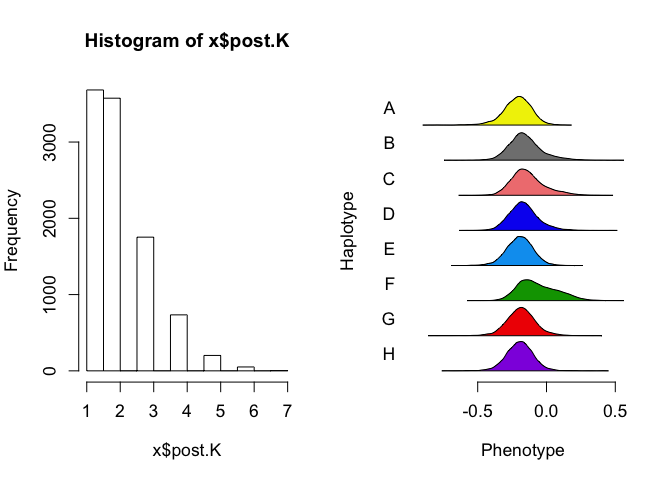 Histogram of x$post.K
Frequency
0
1000
2000
3000
1 2 3 4 5 6 7
x$post.K
Haplotype
A
B
C
D
E
F
G
H
-0.5 0.0 0.5
Phenotype